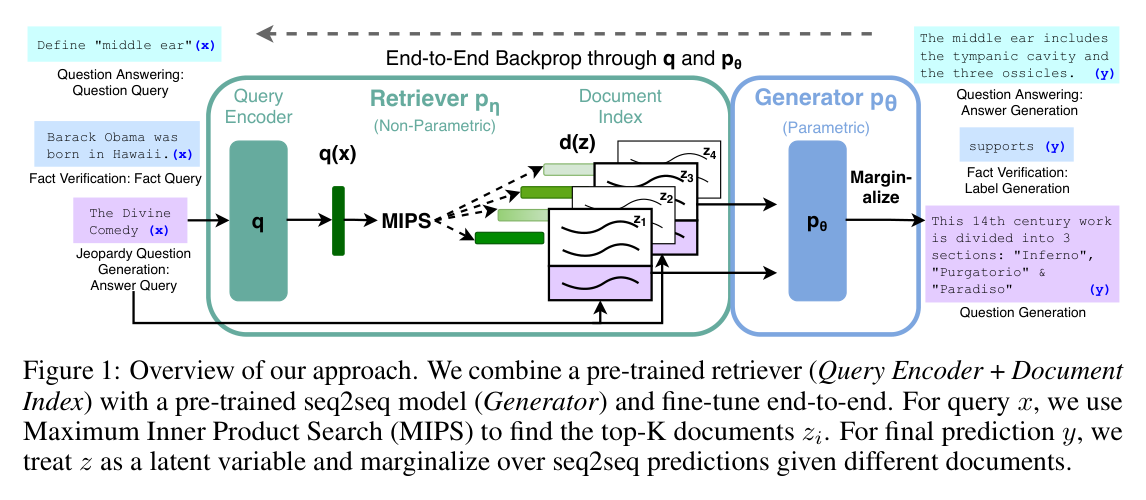 Define "middle ear"(x)
Question Answering:
Question Query
Barack Obama was
born in Hawaii.(x)
Fact Verification: Fact Query
The Divine
Comedy (x)
Jeopardy Question
Generation:
Answer Query
End-to-End Backprop through q and pθ
Query
Encoder
Retriever pη
(Non-Parametric)
Document
Index
q
q(x)
MIPS
d(z)
z4
z3
z2
z1
Generator pθ
(Parametric)
pθ
Margin-
alize
The middle ear includes
the tympanic cavity and
the three ossicles. (y)
Question Answering:
Answer Generation
supports (y)
Fact Verification:
Label Generation
This 14th century work
is divided into 3
sections: "Inferno",
"Purgatorio" &
"Paradiso" (y)
Question Generation
Figure 1: Overview of our approach. We combine a pre-trained retriever (Query Encoder + Document
Index) with a pre-trained seq2seq model (Generator) and fine-tune end-to-end. For query x, we use
Maximum Inner Product Search (MIPS) to find the top-K documents zi. For final prediction y, we
treat z as a latent variable and marginalize over seq2seq predictions given different documents.